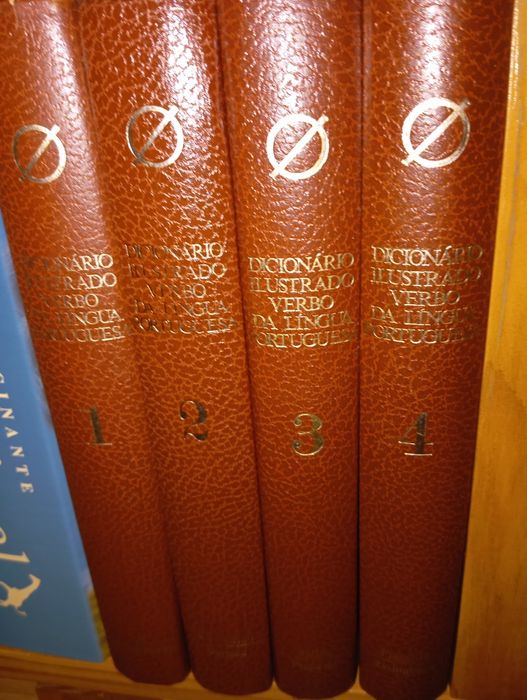 DICIONÁRIO
ILUSTRADO
VERBO
DA LÍNGUA
PORTUGUESA
1
DICIONÁRIO
ILUSTRADO
VERBO
DA LÍNGUA
PORTUGUESA
2
DICIONÁRIO
ILUSTRADO
VERBO
DA LÍNGUA
PORTUGUESA
3
DICIONÁRIO
ILUSTRADO
VERBO
DA LÍNGUA
PORTUGUESA
4
GINANTE